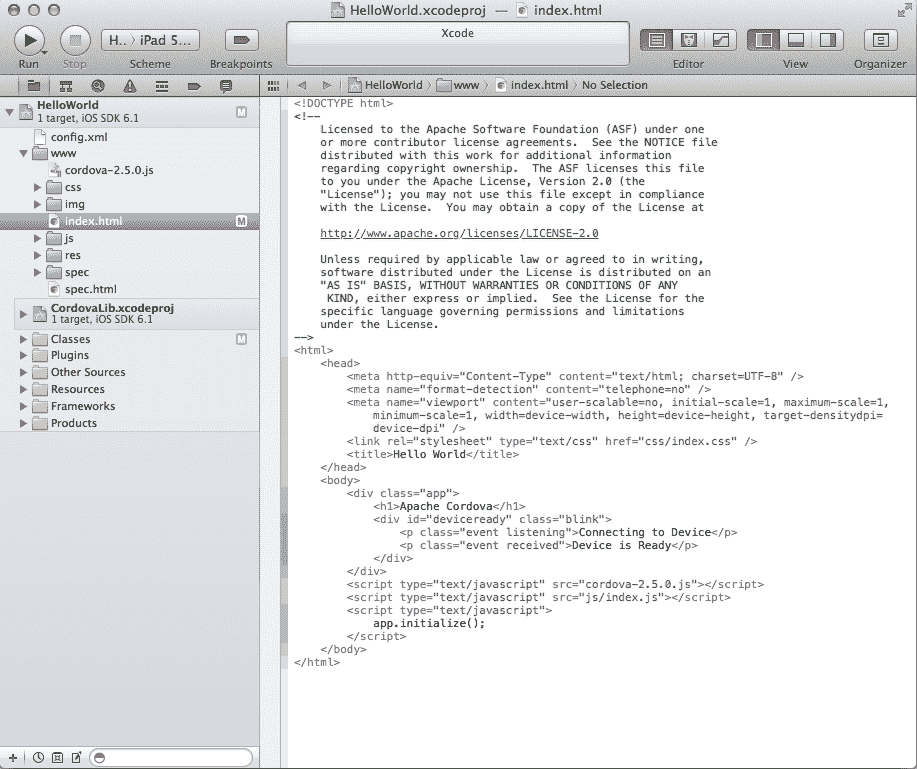 HelloWorld.xcodeproj — index.html
Run
Stop
H.. › iPad 5...
Scheme
Breakpoints
Xcode
Editor
View
Organizer
HelloWorld › www › index.html › No Selection
HelloWorld
1 target, iOS SDK 6.1
M
config.xml
www
cordova-2.5.0.js
css
img
index.html
M
js
res
spec
spec.html
CordovaLib.xcodeproj
1 target, iOS SDK 6.1
Classes
M
Plugins
Other Sources
Resources
Frameworks
Products
<!DOCTYPE html>
<!--
    Licensed to the Apache Software Foundation (ASF) under one
    or more contributor license agreements.  See the NOTICE file
    distributed with this work for additional information
    regarding copyright ownership.  The ASF licenses this file
    to you under the Apache License, Version 2.0 (the
    "License"); you may not use this file except in compliance
    with the License.  You may obtain a copy of the License at

    http://www.apache.org/licenses/LICENSE-2.0

    Unless required by applicable law or agreed to in writing,
    software distributed under the License is distributed on an
    "AS IS" BASIS, WITHOUT WARRANTIES OR CONDITIONS OF ANY
     KIND, either express or implied.  See the License for the
    specific language governing permissions and limitations
    under the License.
-->
<html>
    <head>
        <meta http-equiv="Content-Type" content="text/html; charset=UTF-8" />
        <meta name="format-detection" content="telephone=no" />
        <meta name="viewport" content="user-scalable=no, initial-scale=1, maximum-scale=1,
            minimum-scale=1, width=device-width, height=device-height, target-densitydpi=
            device-dpi" />
        <link rel="stylesheet" type="text/css" href="css/index.css" />
        <title>Hello World</title>
    </head>
    <body>
        <div class="app">
            <h1>Apache Cordova</h1>
            <div id="deviceready" class="blink">
                <p class="event listening">Connecting to Device</p>
                <p class="event received">Device is Ready</p>
            </div>
        </div>
        <script type="text/javascript" src="cordova-2.5.0.js"></script>
        <script type="text/javascript" src="js/index.js"></script>
        <script type="text/javascript">
            app.initialize();
        </script>
    </body>
</html>